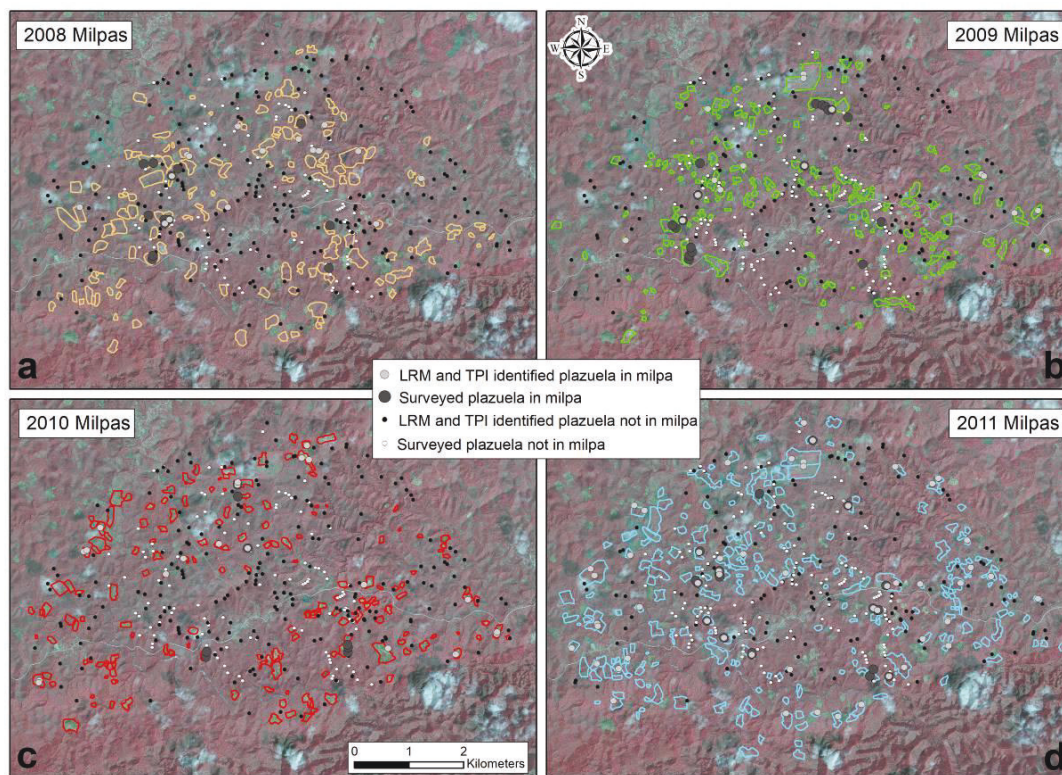 2008 Milpas
N
W E
S
2009 Milpas
a
b
LRM and TPI identified plazuela in milpa
Surveyed plazuela in milpa
LRM and TPI identified plazuela not in milpa
Surveyed plazuela not in milpa
2010 Milpas
2011 Milpas
c
0 1 2
Kilometers
d